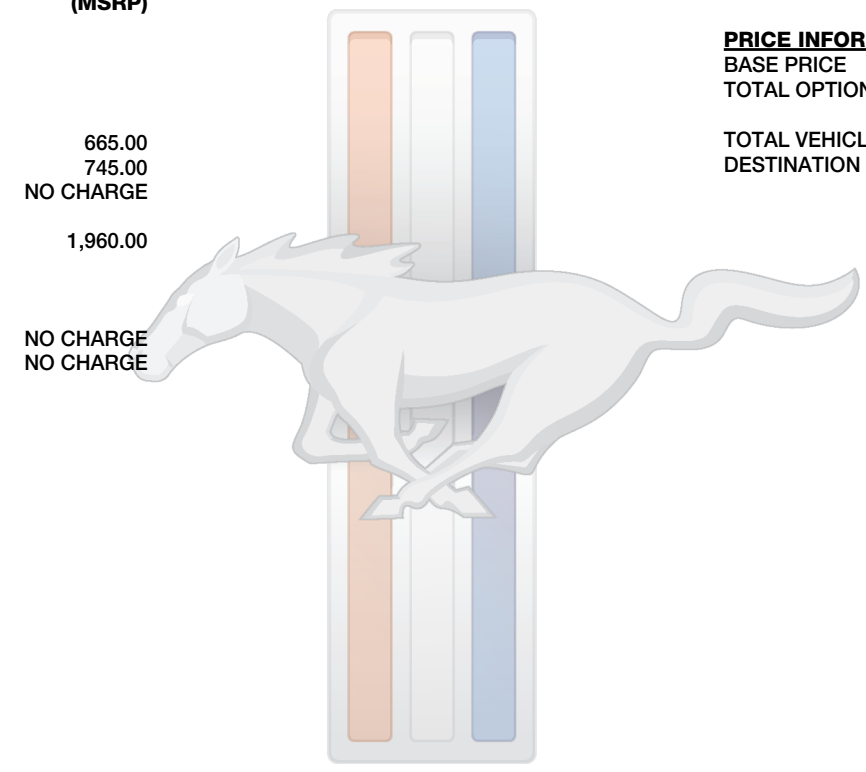 (MSRP)
665.00
745.00
NO CHARGE
1,960.00
NO CHARGE
NO CHARGE
PRICE INFOR
BASE PRICE
TOTAL OPTION
TOTAL VEHICL
DESTINATION